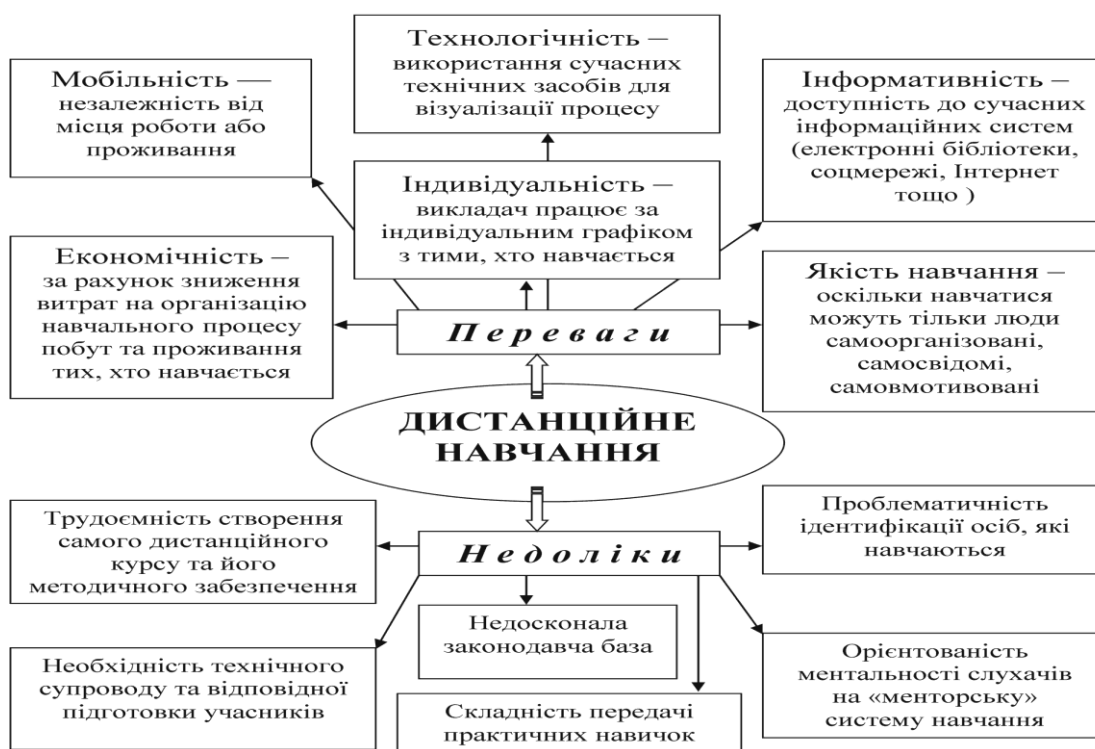 Технологічність –
використання сучасних
технічних засобів для
візуалізації процесу
Мобільність —
незалежність від
місця роботи або
проживання
Інформативність –
доступність до сучасних
інформаційних систем
(електронні бібліотеки,
соцмережі, Інтернет
тощо )
Індивідуальність –
викладач працює за
індивідуальним графіком
з тими, хто навчається
Економічність –
за рахунок зниження
витрат на організацію
навчального процесу
побут та проживання
тих, хто навчається
Якість навчання –
оскільки навчатися
можуть тільки люди
самоорганізовані,
самосвідомі,
самовмотивовані
Переваги
ДИСТАНЦІЙНЕ
НАВЧАННЯ
Недоліки
Трудоємність створення
самого дистанційного
курсу та його
методичного забезпечення
Проблематичність
ідентифікації осіб, які
навчаються
Недосконала
законодавча база
Необхідність технічного
супроводу та відповідної
підготовки учасників
Орієнтованість
ментальності слухачів
на «менторську»
систему навчання
Складність передачі
практичних навичок